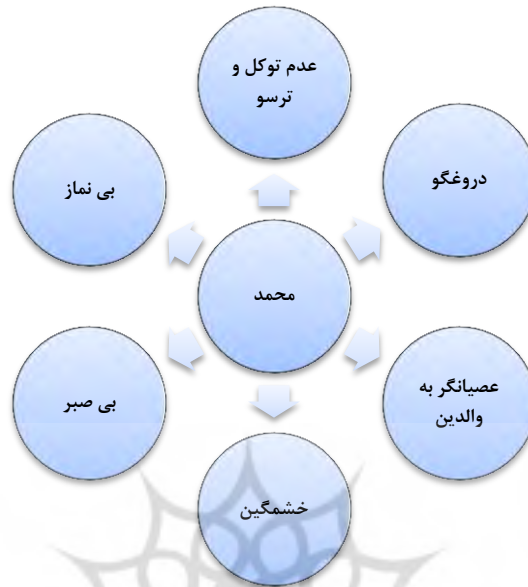 عدم توکل و
ترسو
دروغگو
بی نماز
محمد
عصیانگر به
والدین
بی صبر
خشمگین